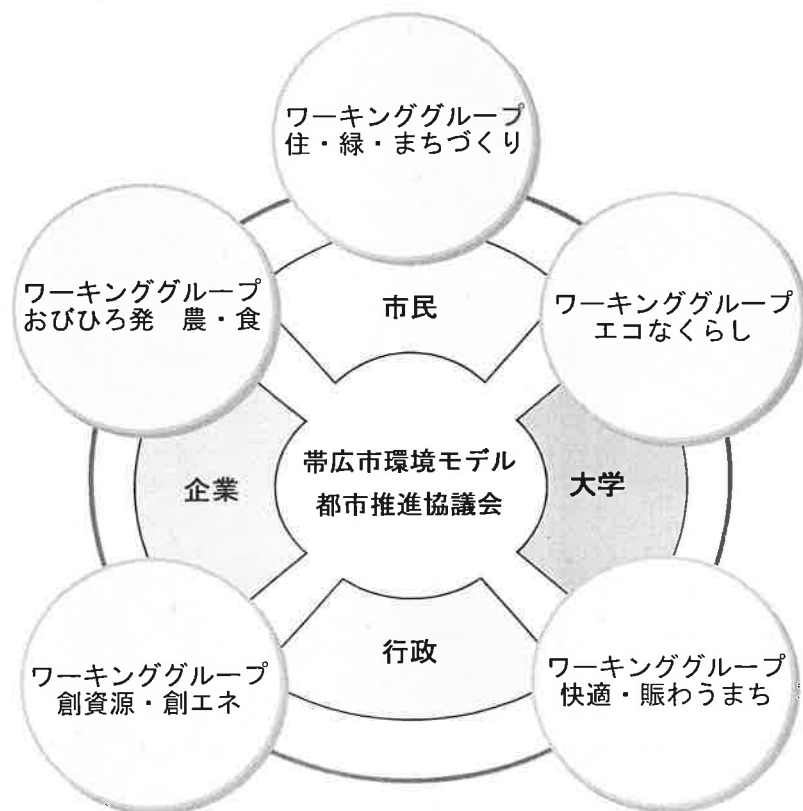 ワーキンググループ
住・緑・まちづくり
ワーキンググループ
おびひろ発　農・食
市民
ワーキンググループ
エコなくらし
企業
帯広市環境モデル
都市推進協議会
大学
行政
ワーキンググループ
創資源・創エネ
ワーキンググループ
快適・賑わうまち